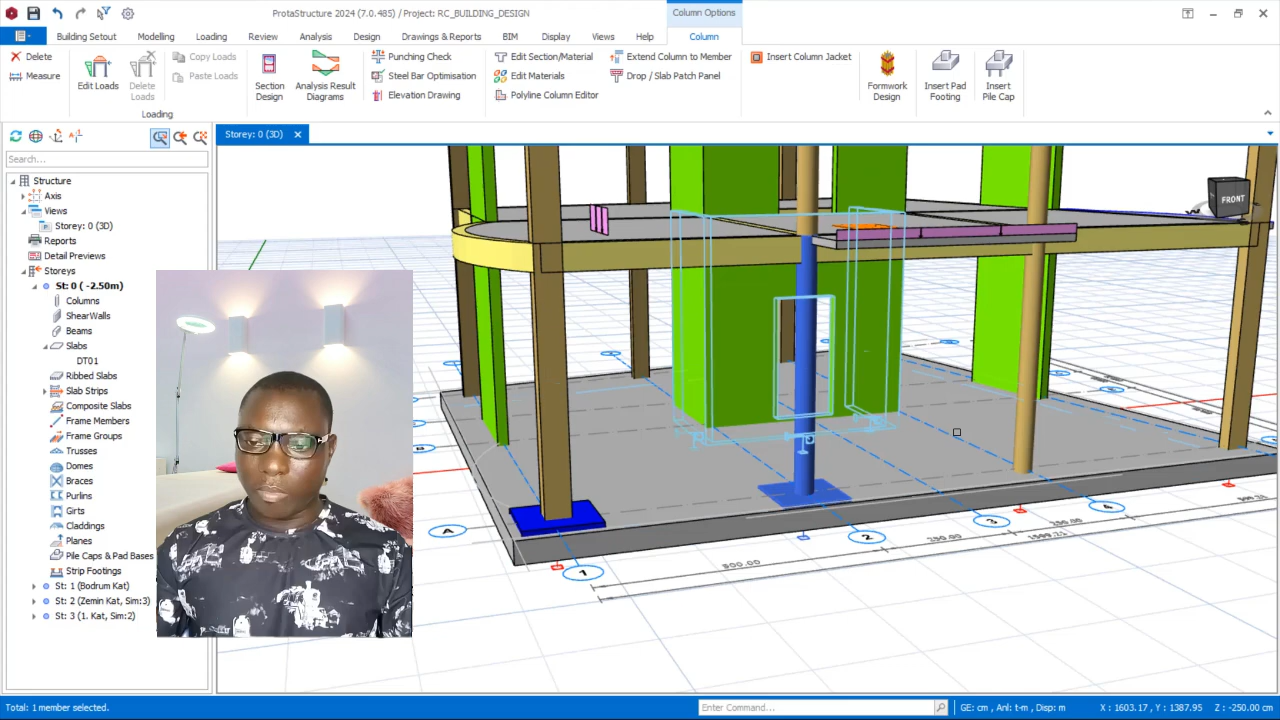 ProtaStructure 2024 (7.0.485) / Project: RC_BUILDING_DESIGN
Column Options
Building Setout
Modelling
Loading
Review
Analysis
Design
Drawings & Reports
BIM
Display
Views
Help
Column
Delete
Measure
Edit Loads
Delete Loads
Copy Loads
Paste Loads
Loading
Section Design
Analysis Result Diagrams
Punching Check
Steel Bar Optimisation
Elevation Drawing
Edit Section/Material
Edit Materials
Polyline Column Editor
Extend Column to Member
Drop / Slab Patch Panel
Insert Column Jacket
Formwork Design
Insert Pad Footing
Insert Pile Cap
Storey: 0 (3D)
Search...
Structure
Axis
Views
Storey: 0 (3D)
Reports
Detail Previews
Storeys
St: 0 ( -2.50m)
Columns
ShearWalls
Beams
Slabs
DT01
Ribbed Slabs
Slab Strips
Composite Slabs
Frame Members
Frame Groups
Trusses
Domes
Braces
Purlins
Girts
Claddings
Planes
Pile Caps & Pad Bases
Strip Footings
St: 1 (Bodrum Kat)
St: 2 (Zemin Kat, Sim:3)
St: 3 (1. Kat, Sim:2)
FRONT
A
1
2
3
4
Total: 1 member selected.
Enter Command...
GE: cm , Anl: t-m , Disp: m
X : 1603.17 , Y : 1387.95
Z : -250.00 cm